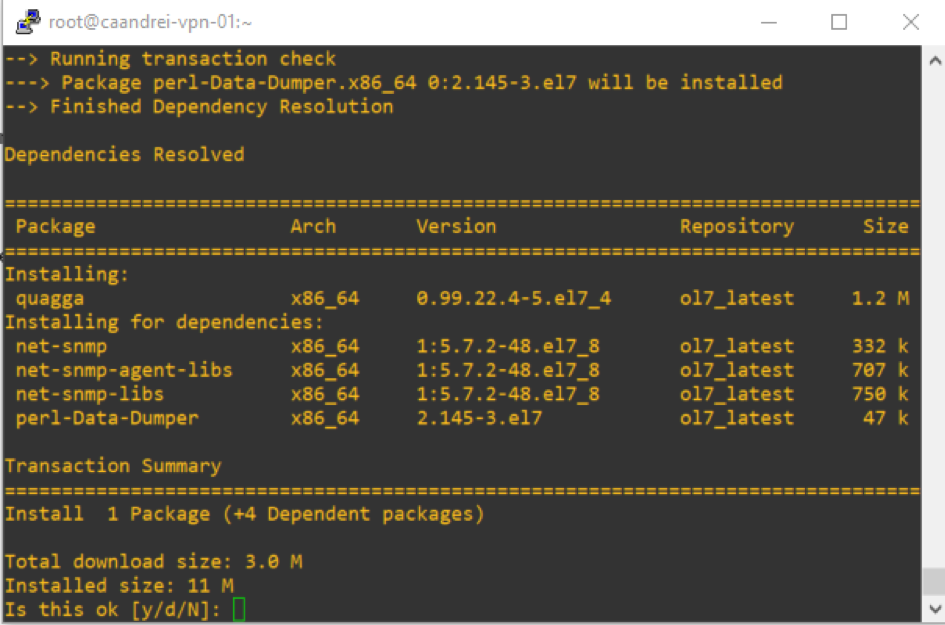 root@caandrei-vpn-01:~
--> Running transaction check
---> Package perl-Data-Dumper.x86_64 0:2.145-3.el7 will be installed
--> Finished Dependency Resolution
Dependencies Resolved
================================================================================
Package Arch Version Repository Size
================================================================================
Installing:
quagga x86_64 0.99.22.4-5.el7_4 ol7_latest 1.2 M
Installing for dependencies:
net-snmp x86_64 1:5.7.2-48.el7_8 ol7_latest 332 k
net-snmp-agent-libs x86_64 1:5.7.2-48.el7_8 ol7_latest 707 k
net-snmp-libs x86_64 1:5.7.2-48.el7_8 ol7_latest 750 k
perl-Data-Dumper x86_64 2.145-3.el7 ol7_latest 47 k
Transaction Summary
================================================================================
Install 1 Package (+4 Dependent packages)
Total download size: 3.0 M
Installed size: 11 M
Is this ok [y/d/N]: